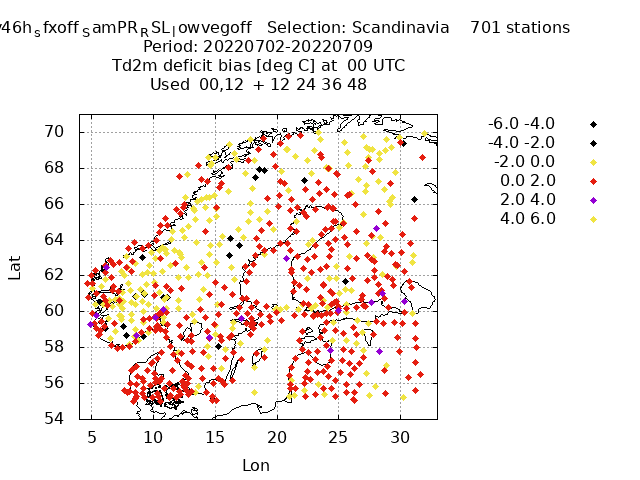 46h_sfxoff_SamPR_RSL_lowvegoff Selection: Scandinavia 701 stations
Period: 20220702-20220709
Td2m deficit bias [deg C] at 00 UTC
Used 00,12 + 12 24 36 48
-6.0 -4.0
-4.0 -2.0
-2.0 0.0
0.0 2.0
2.0 4.0
4.0 6.0
Lat
70
68
66
64
62
60
58
56
54
5 10 15 20 25 30
Lon